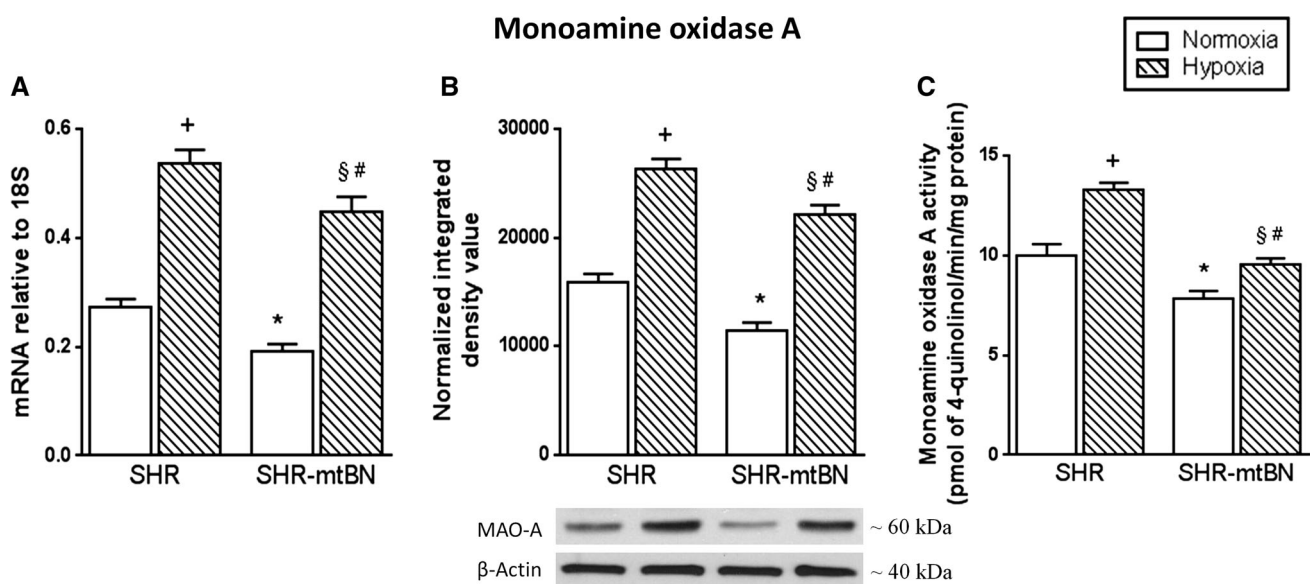 Monoamine oxidase A
Normoxia
Hypoxia
A
mRNA relative to 18S
0.6
0.4
0.2
0.0
+
*
§ #
SHR
SHR-mtBN
B
Normalized integrated
density value
30000
20000
10000
0
+
*
§ #
SHR
SHR-mtBN
MAO-A
~ 60 kDa
β-Actin
~ 40 kDa
C
Monoamine oxidase A activity
(pmol of 4-quinolinol/min/mg protein)
15
10
5
0
+
*
§ #
SHR
SHR-mtBN